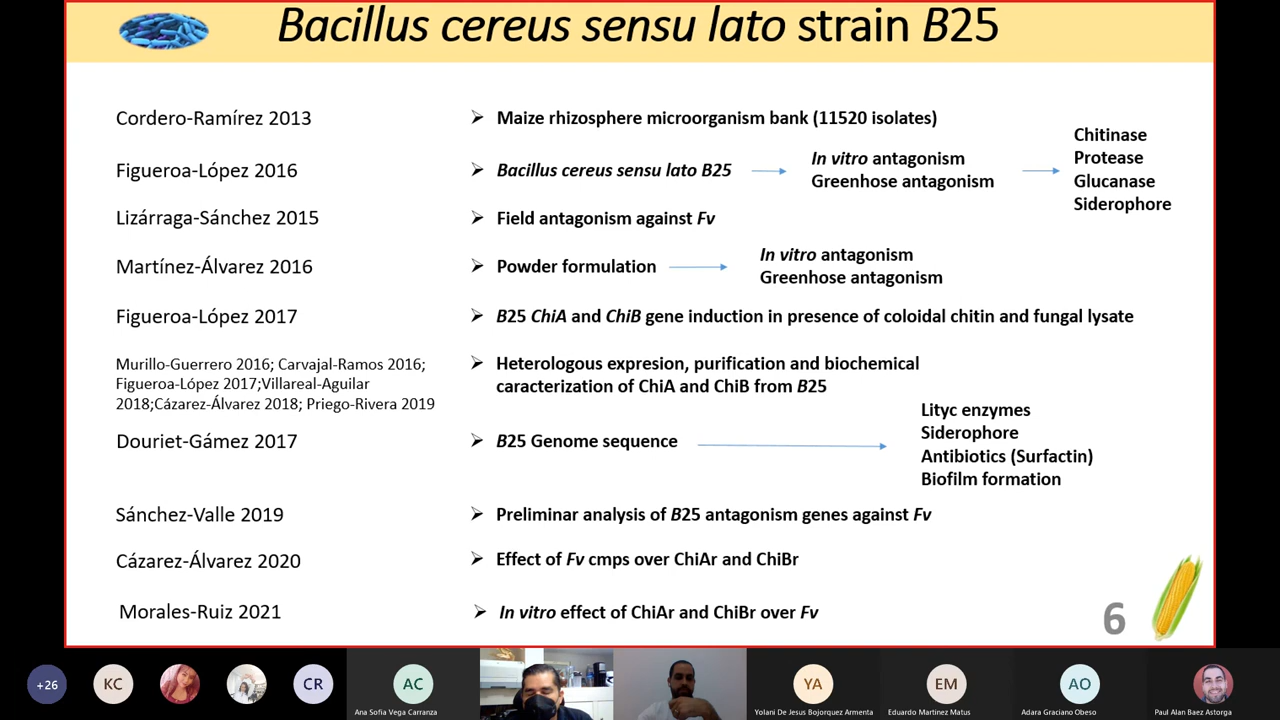 Bacillus cereus sensu lato strain B25
Cordero-Ramírez 2013
➢ Maize rhizosphere microorganism bank (11520 isolates)
Figueroa-López 2016
➢ Bacillus cereus sensu lato B25
In vitro antagonism
Greenhose antagonism
Chitinase
Protease
Glucanase
Siderophore
Lizárraga-Sánchez 2015
➢ Field antagonism against Fv
Martínez-Álvarez 2016
➢ Powder formulation
In vitro antagonism
Greenhose antagonism
Figueroa-López 2017
➢ B25 ChiA and ChiB gene induction in presence of coloidal chitin and fungal lysate
Murillo-Guerrero 2016; Carvajal-Ramos 2016;
Figueroa-López 2017;Villareal-Aguilar
2018;Cázarez-Álvarez 2018; Priego-Rivera 2019
➢ Heterologous expresion, purification and biochemical
caracterization of ChiA and ChiB from B25
Douriet-Gámez 2017
➢ B25 Genome sequence
Lityc enzymes
Siderophore
Antibiotics (Surfactin)
Biofilm formation
Sánchez-Valle 2019
➢ Preliminar analysis of B25 antagonism genes against Fv
Cázarez-Álvarez 2020
➢ Effect of Fv cmps over ChiAr and ChiBr
Morales-Ruiz 2021
➢ In vitro effect of ChiAr and ChiBr over Fv
6
+26
KC
CR
AC
Ana Sofia Vega Carranza
YA
Yolani De Jesus Bojorquez Armenta
EM
Eduardo Martinez Matus
AO
Adara Graciano Obeso
Paul Alan Baez Astorga